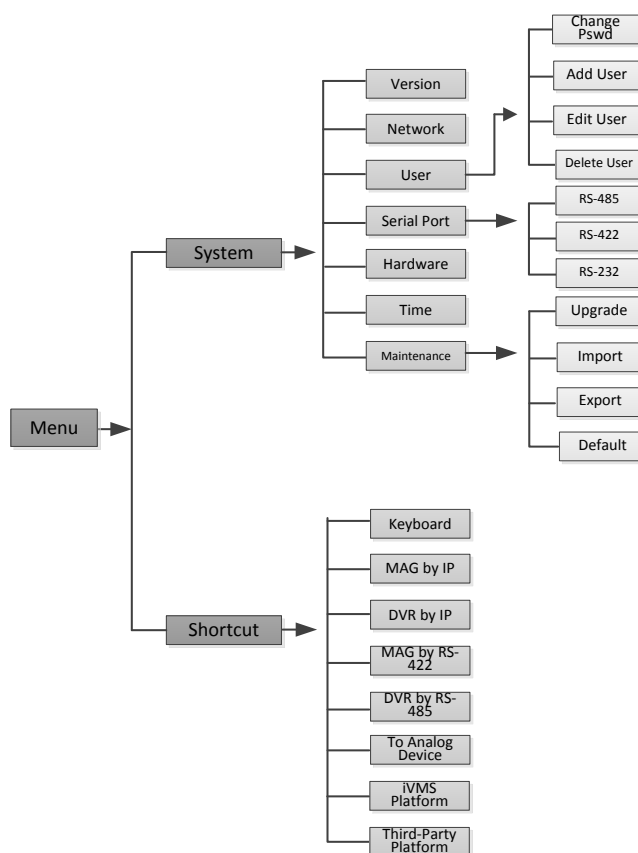 Menu
System
Version
Network
User
Change
Pswd
Add User
Edit User
Delete User
Serial Port
RS-485
RS-422
RS-232
Hardware
Time
Maintenance
Upgrade
Import
Export
Default
Shortcut
Keyboard
MAG by IP
DVR by IP
MAG by RS-
422
DVR by RS-
485
To Analog
Device
iVMS
Platform
Third-Party
Platform